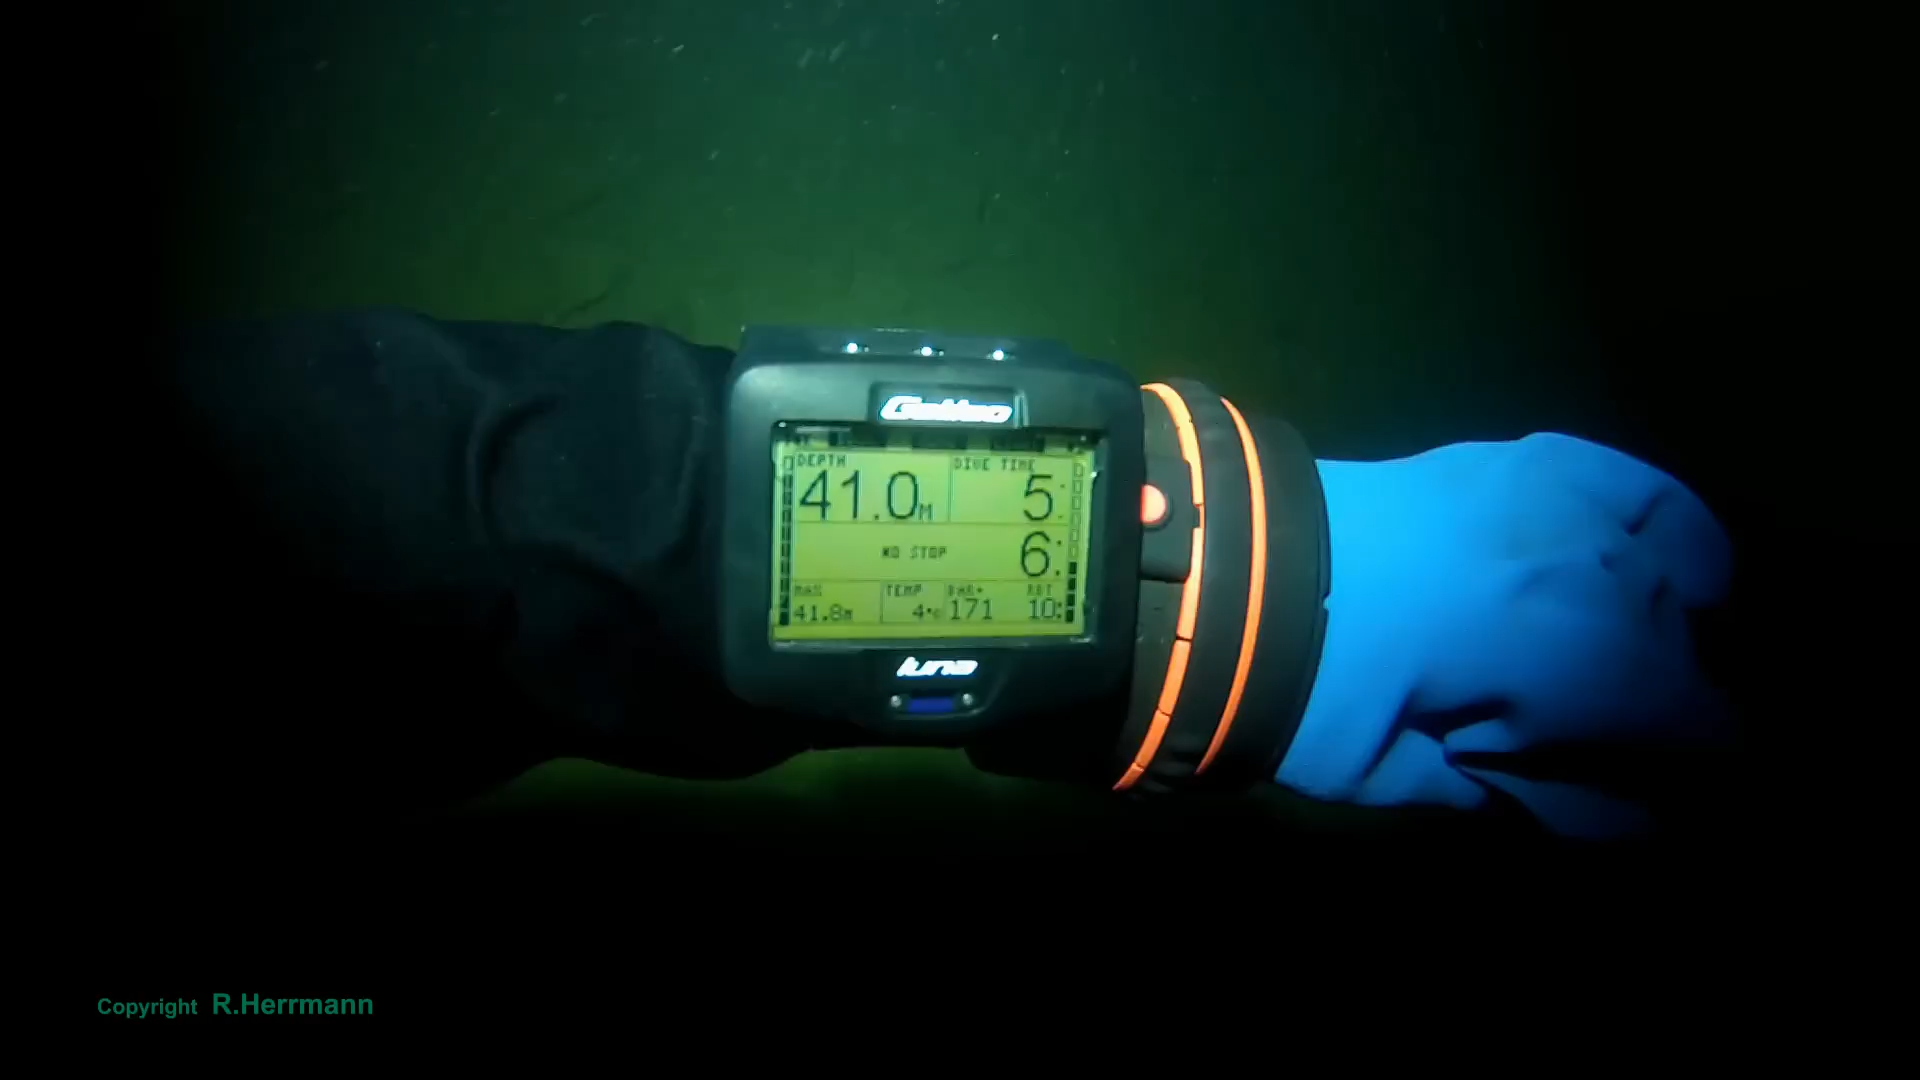 Galileo
DEPTH DIVE TIME
41.0M 5:
NO STOP 6:
MAX TEMP BAR RBT
41.8m 4°C 171 10:
luna
Copyright R.Herrmann